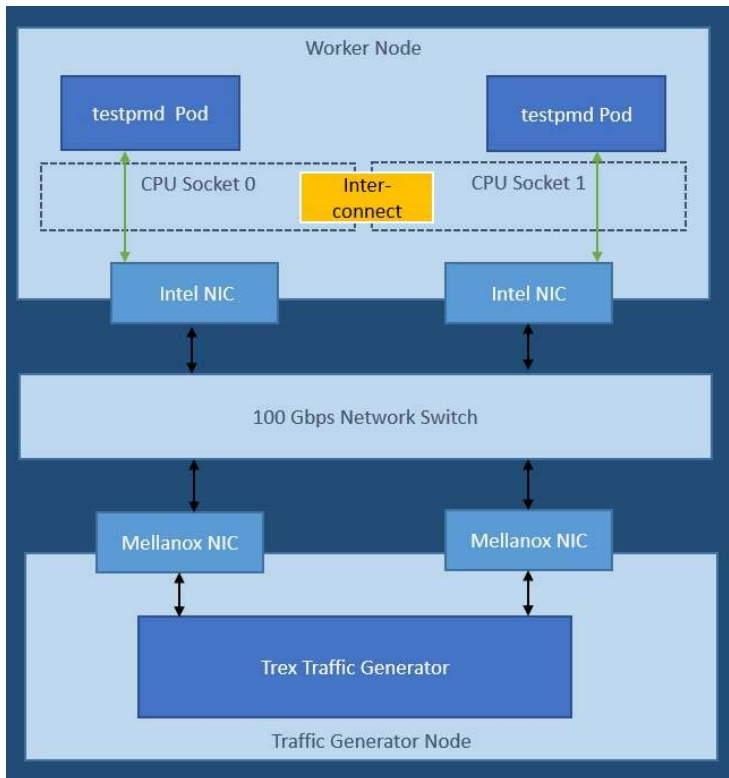 Worker Node
testpmd Pod
testpmd Pod
CPU Socket 0
Inter-
connect
CPU Socket 1
Intel NIC
Intel NIC
100 Gbps Network Switch
Mellanox NIC
Mellanox NIC
Trex Traffic Generator
Traffic Generator Node